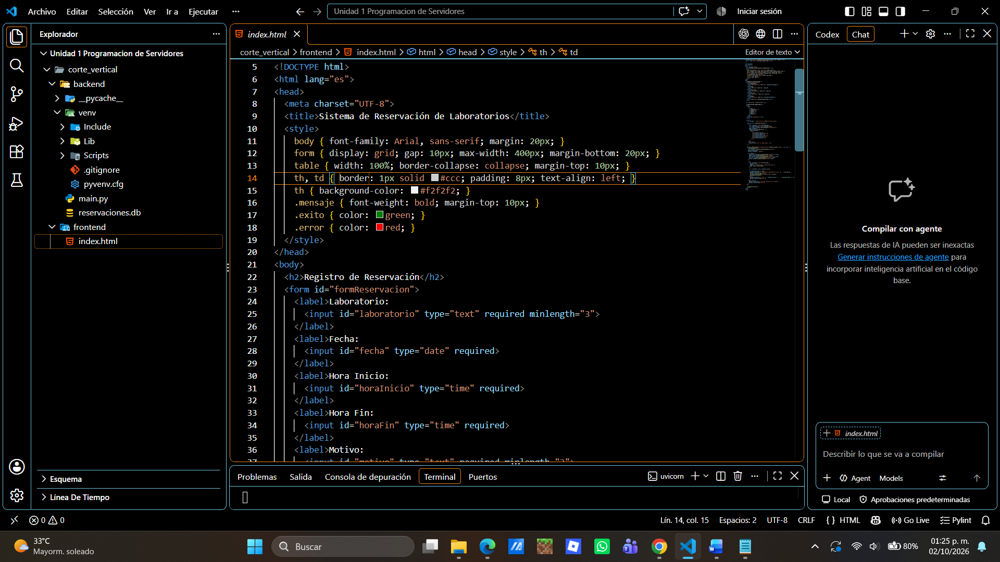 Archivo Editar Selección Ver Ir a Ejecutar ···
Unidad 1 Programacion de Servidores
Iniciar sesión
Explorador
Unidad 1 Programacion de Servidores
corte_vertical
backend
__pycache__
venv
Include
Lib
Scripts
.gitignore
pyvenv.cfg
main.py
reservaciones.db
frontend
index.html
Esquema
Línea De Tiempo
index.html
corte_vertical > frontend > index.html > html > head > style > th > td
Editor de texto
5 <!DOCTYPE html>
6 <html lang="es">
7 <head>
8 <meta charset="UTF-8">
9 <title>Sistema de Reservación de Laboratorios</title>
10 <style>
11 body { font-family: Arial, sans-serif; margin: 20px; }
12 form { display: grid; gap: 10px; max-width: 400px; margin-bottom: 20px; }
13 table { width: 100%; border-collapse: collapse; margin-top: 10px; }
14 th, td { border: 1px solid #ccc; padding: 8px; text-align: left; }
15 th { background-color: #f2f2f2; }
16 .mensaje { font-weight: bold; margin-top: 10px; }
17 .exito { color: green; }
18 .error { color: red; }
19 </style>
20 </head>
21 <body>
22 <h2>Registro de Reservación</h2>
23 <form id="formReservacion">
24 <label>Laboratorio:
25 <input id="laboratorio" type="text" required minlength="3">
26 </label>
27 <label>Fecha:
28 <input id="fecha" type="date" required>
29 </label>
30 <label>Hora Inicio:
31 <input id="horaInicio" type="time" required>
32 </label>
33 <label>Hora Fin:
34 <input id="horaFin" type="time" required>
35 </label>
36 <label>Motivo:
37 <input id="motivo" type="text" required minlength="3">
Problemas Salida Consola de depuración Terminal Puertos
uvicorn
Codex Chat
Compilar con agente
Las respuestas de IA pueden ser inexactas
Generar instrucciones de agente para
incorporar inteligencia artificial en el código
base.
index.html
Describir lo que se va a compilar
Agent Models
Local Aprobaciones predeterminadas
0 0
Lín. 14, col. 15 Espacios: 2 UTF-8 CRLF { } HTML Go Live Pylint
33°C
Mayorm. soleado
Buscar
80%
01:25 p. m.
02/10/2026